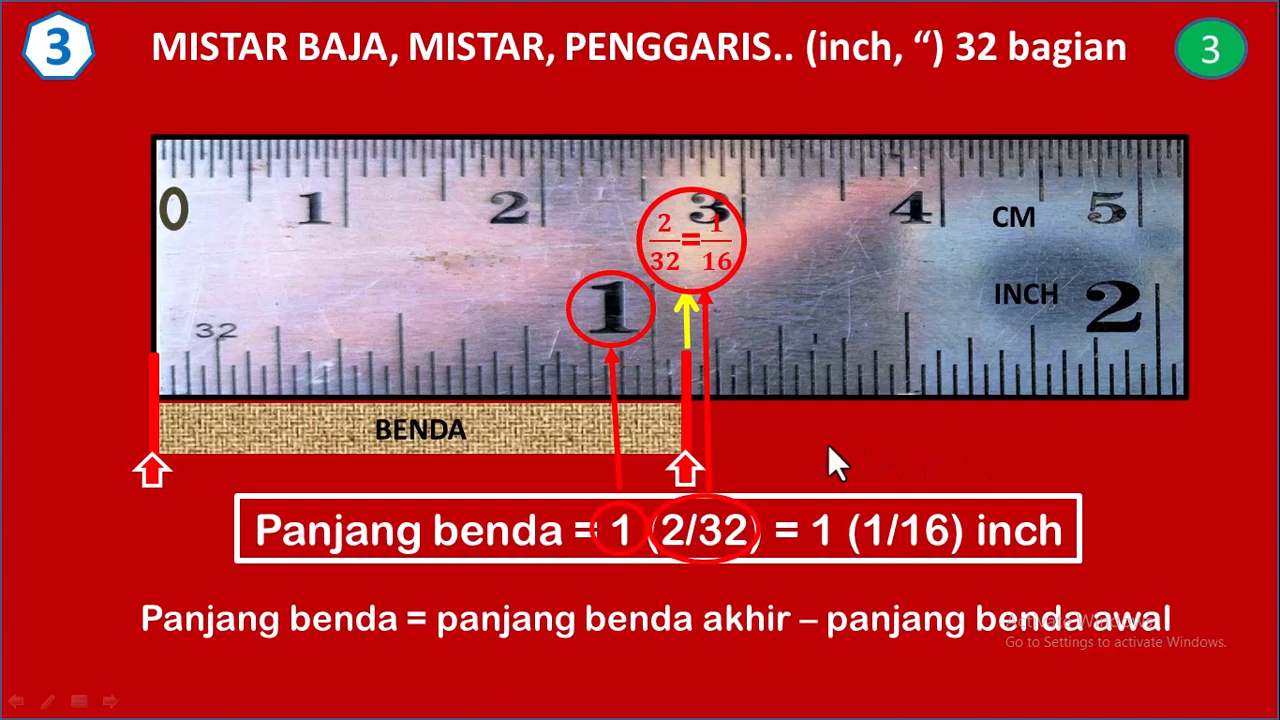 3
MISTAR BAJA, MISTAR, PENGGARIS.. (inch, “) 32 bagian
3
0 1 2 3 4 CM 5
2/32=1/16
1 INCH 2
32
BENDA
Panjang benda = 1 (2/32) = 1 (1/16) inch
Panjang benda = panjang benda akhir – panjang benda awal
Activate Windows
Go to Settings to activate Windows.